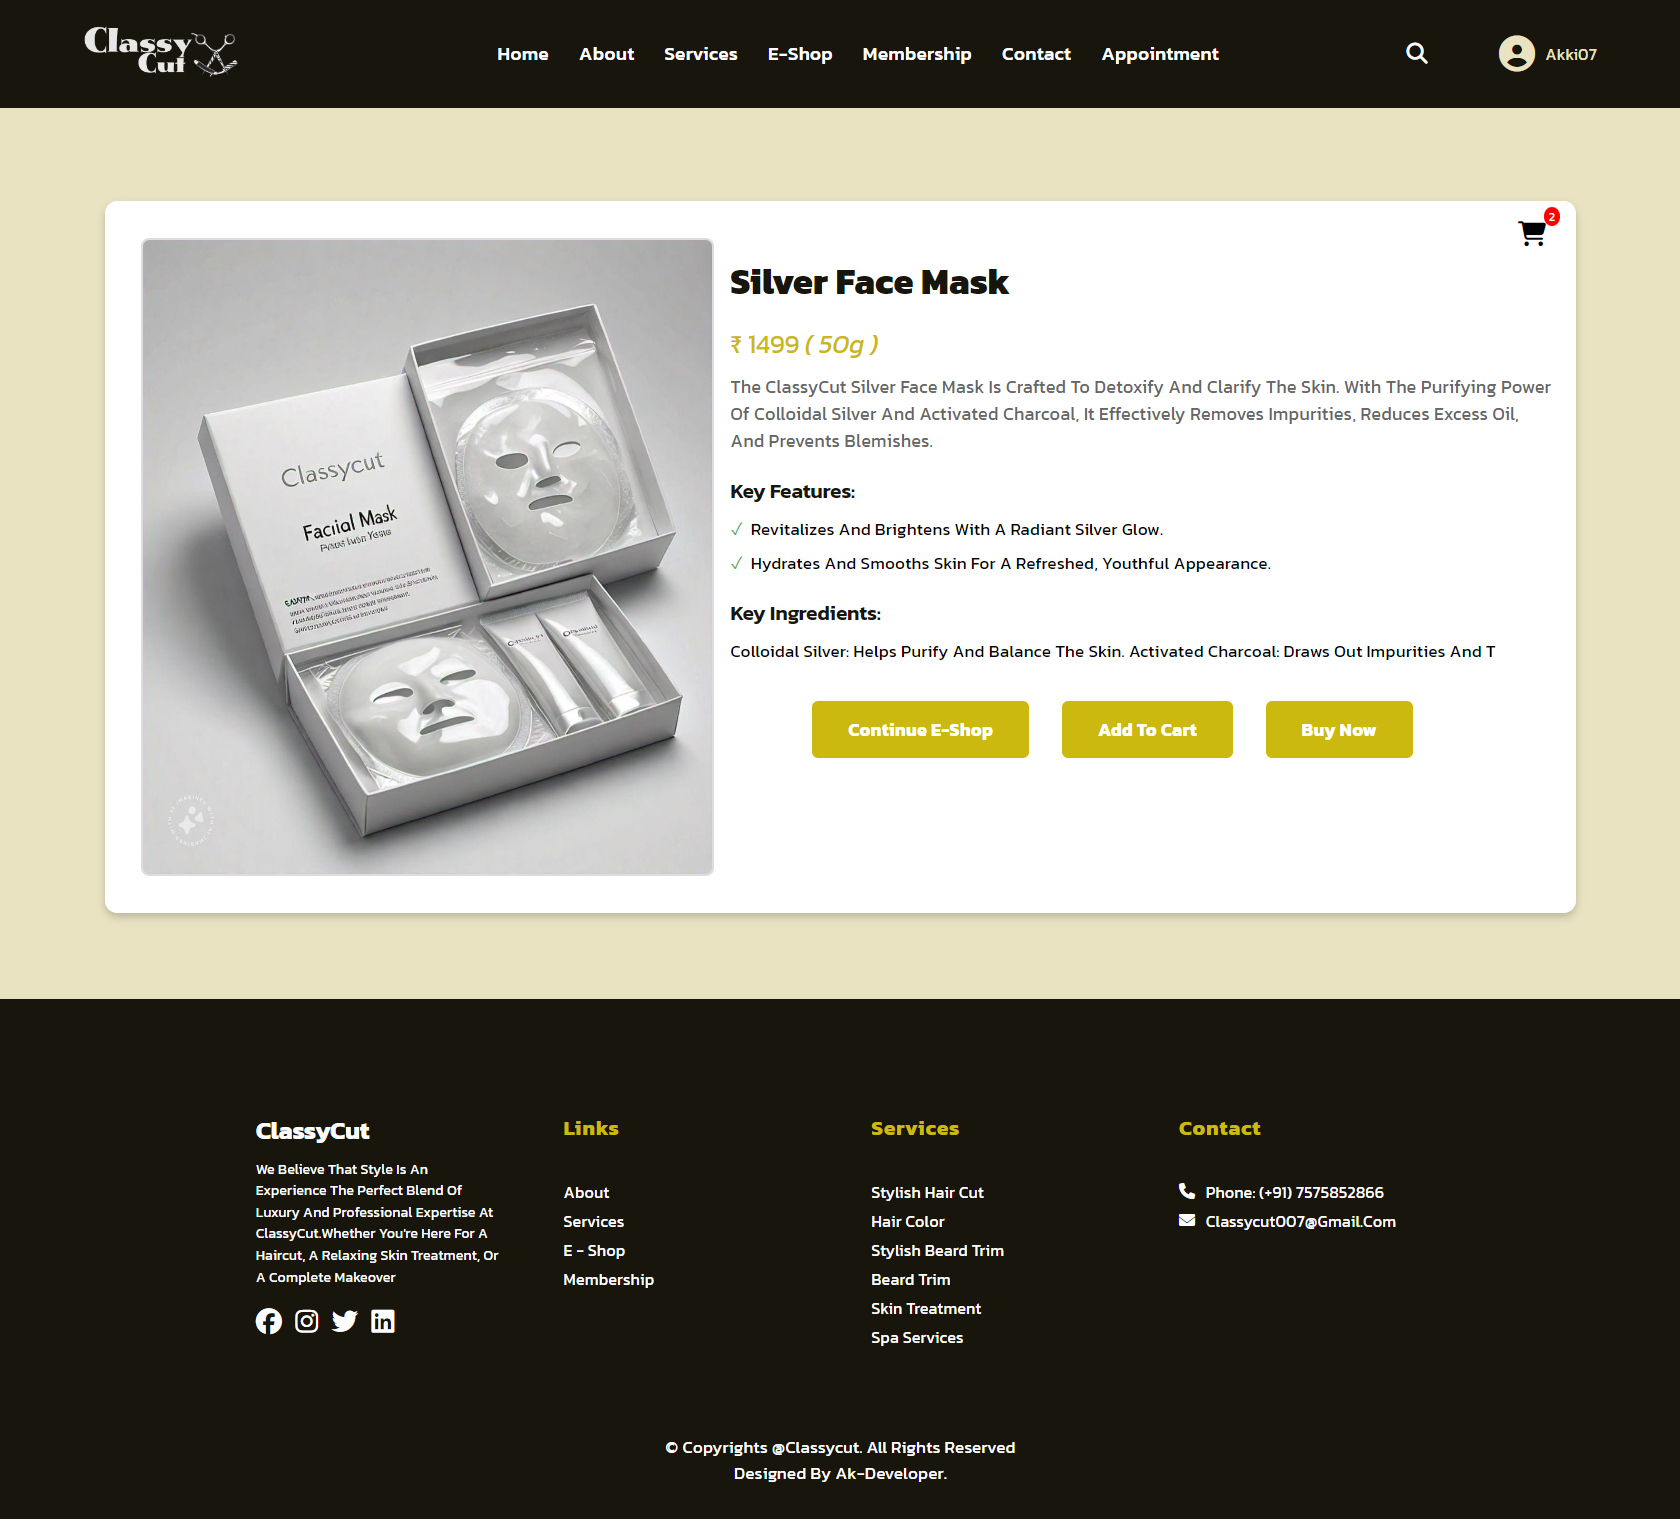 Classy
Cut
Home About Services E-Shop Membership Contact Appointment
Akki07
2
Classycut
Faciial Mask
Silver Face Mask
₹ 1499 ( 50g )
The ClassyCut Silver Face Mask Is Crafted To Detoxify And Clarify The Skin. With The Purifying Power
Of Colloidal Silver And Activated Charcoal, It Effectively Removes Impurities, Reduces Excess Oil,
And Prevents Blemishes.
Key Features:
✓ Revitalizes And Brightens With A Radiant Silver Glow.
✓ Hydrates And Smooths Skin For A Refreshed, Youthful Appearance.
Key Ingredients:
Colloidal Silver: Helps Purify And Balance The Skin. Activated Charcoal: Draws Out Impurities And T
Continue E-Shop
Add To Cart
Buy Now
ClassyCut
We Believe That Style Is An
Experience The Perfect Blend Of
Luxury And Professional Expertise At
ClassyCut.Whether You're Here For A
Haircut, A Relaxing Skin Treatment, Or
A Complete Makeover
Links
About
Services
E - Shop
Membership
Services
Stylish Hair Cut
Hair Color
Stylish Beard Trim
Beard Trim
Skin Treatment
Spa Services
Contact
Phone: (+91) 7575852866
Classycut007@Gmail.Com
© Copyrights @Classycut. All Rights Reserved
Designed By Ak-Developer.